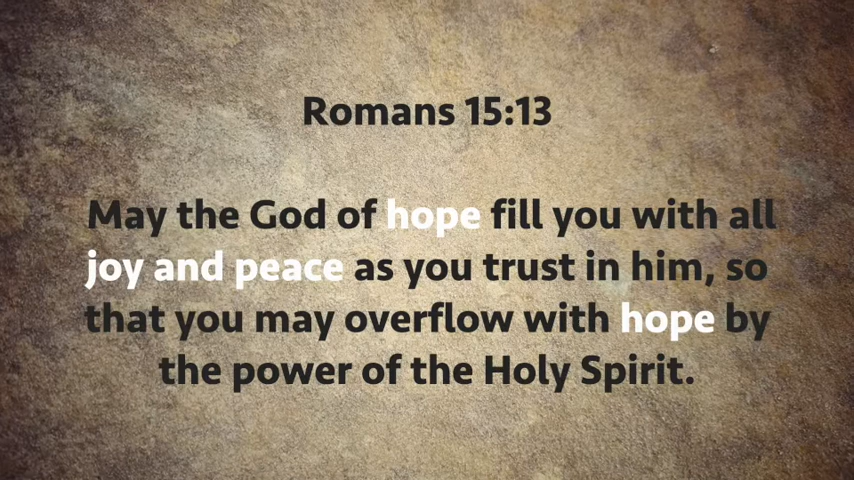 Romans 15:13
May the God of hope fill you with all
joy and peace as you trust in him, so
that you may overflow with hope by
the power of the Holy Spirit.